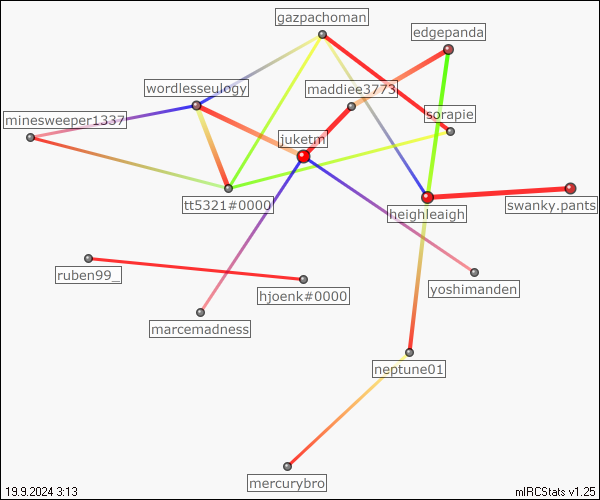 gazpachoman
edgepanda
wordlesseulogy
maddiee3773
minesweeper1337
sorapie
juketm
tt5321#0000
heighleaigh
swanky.pants
ruben99_
hjoenk#0000
yoshimanden
marcemadness
neptune01
mercurybro
19.9.2024 3:13
mIRCStats v1.25